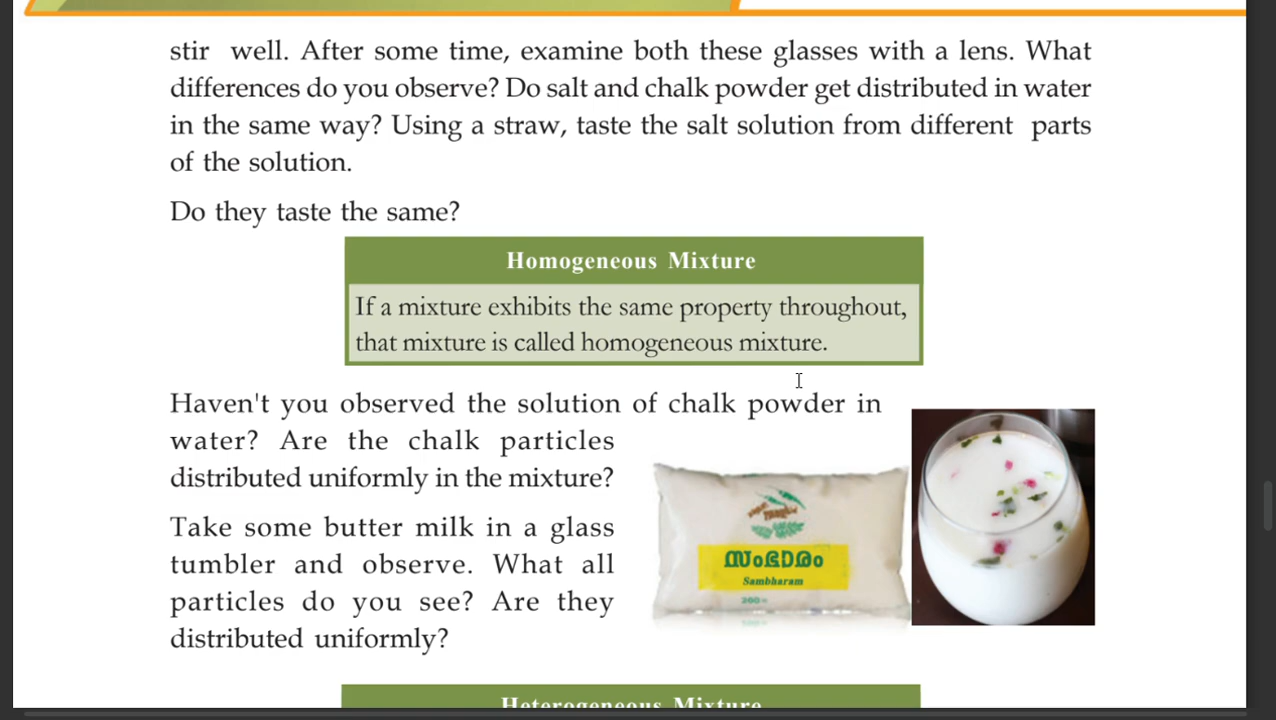 stir well. After some time, examine both these glasses with a lens. What
differences do you observe? Do salt and chalk powder get distributed in water
in the same way? Using a straw, taste the salt solution from different parts
of the solution.
Do they taste the same?
Homogeneous Mixture
If a mixture exhibits the same property throughout,
that mixture is called homogeneous mixture.
Haven't you observed the solution of chalk powder in
water? Are the chalk particles
distributed uniformly in the mixture?
Take some butter milk in a glass
tumbler and observe. What all
particles do you see? Are they
distributed uniformly?
സംഭാരം
Sambharam
Heterogeneous Mixture